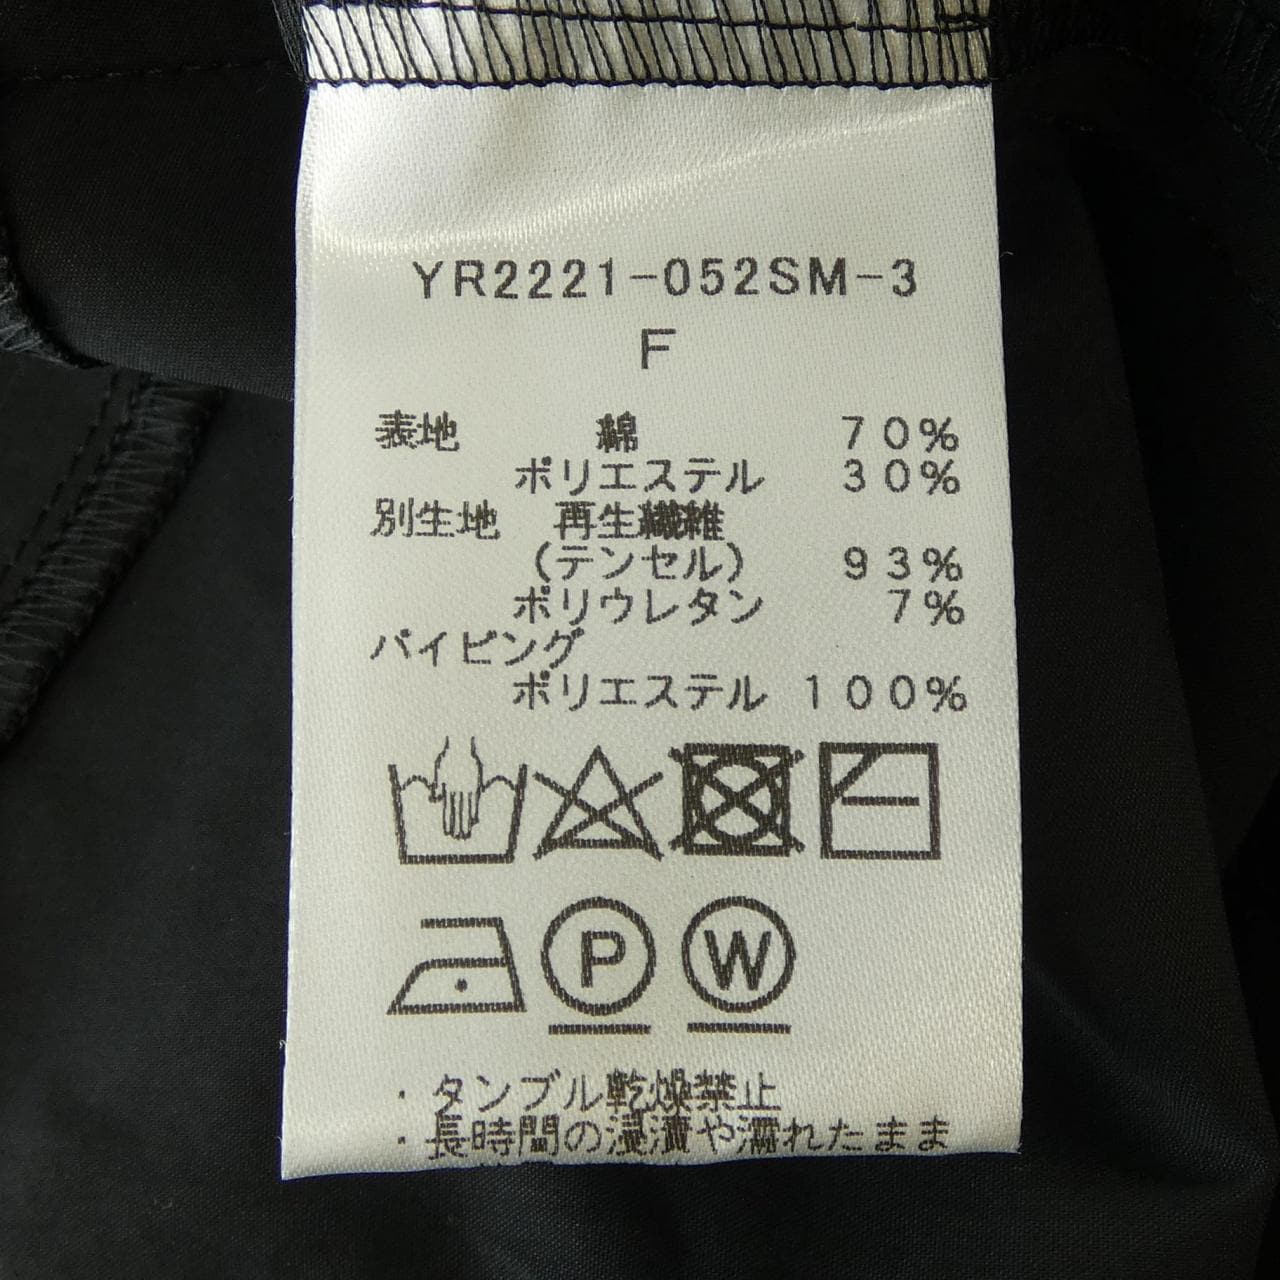 YR2221-052SM-3
F
表地 綿 70%
ポリエステル 30%
別生地 再生繊維
(テンセル) 93%
ポリウレタン 7%
パイピング
ポリエステル 100%
P W
・タンブル乾燥禁止
・長時間の浸漬や濡れたまま